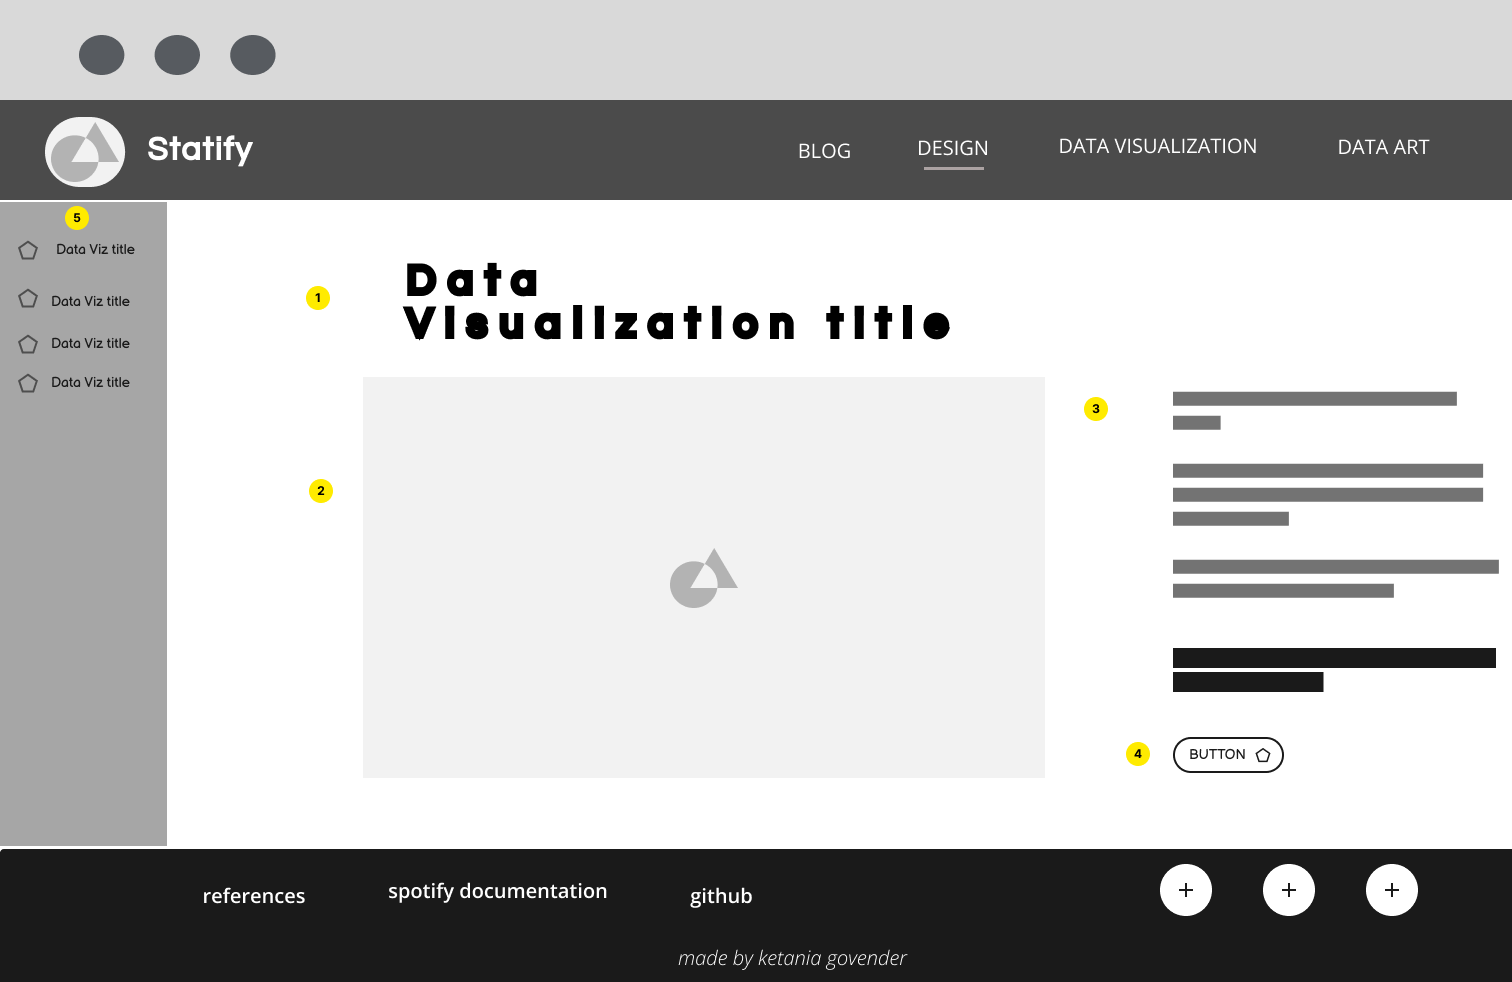 Statify
BLOG
DESIGN
DATA VISUALIZATION
DATA ART
5
Data Viz title
Data Viz title
Data Viz title
Data Viz title
1
Data
Visualization title
2
3
4
BUTTON
references
spotify documentation
github
made by ketania govender